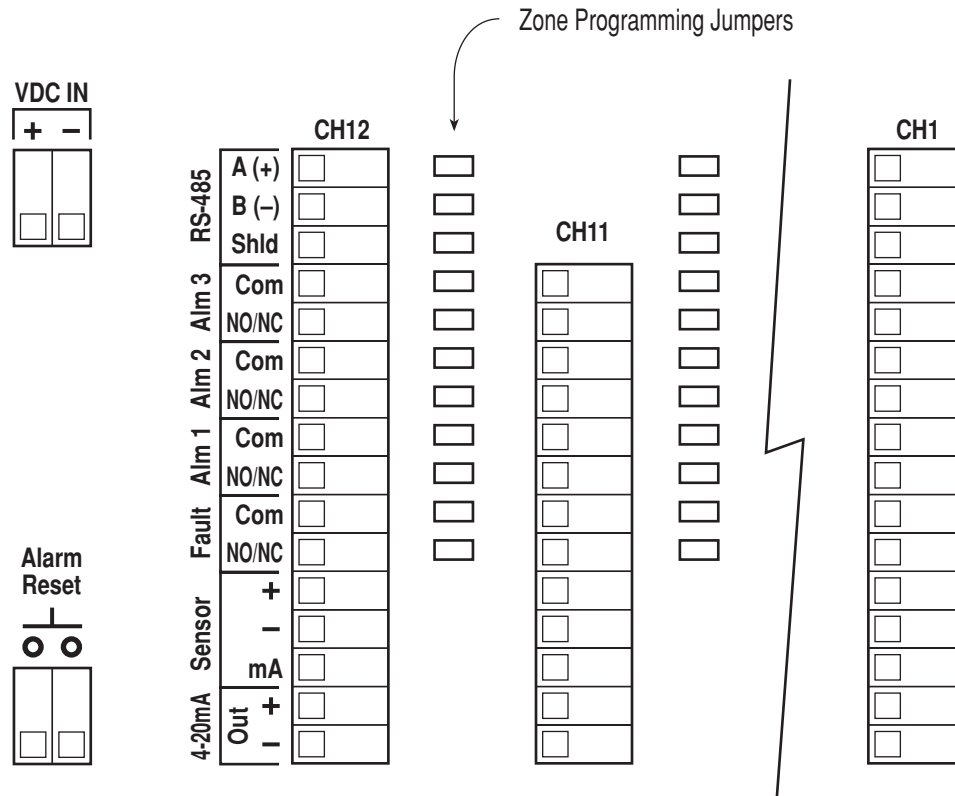 Zone Programming Jumpers
VDC IN
+ −
CH12
CH1
CH11
RS-485
A (+)
B (–)
Shld
Alm 3
Com
NO/NC
Alm 2
Com
NO/NC
Alm 1
Com
NO/NC
Fault
Com
NO/NC
Alarm
Reset
Sensor
+
−
mA
4-20mA
Out
+
−